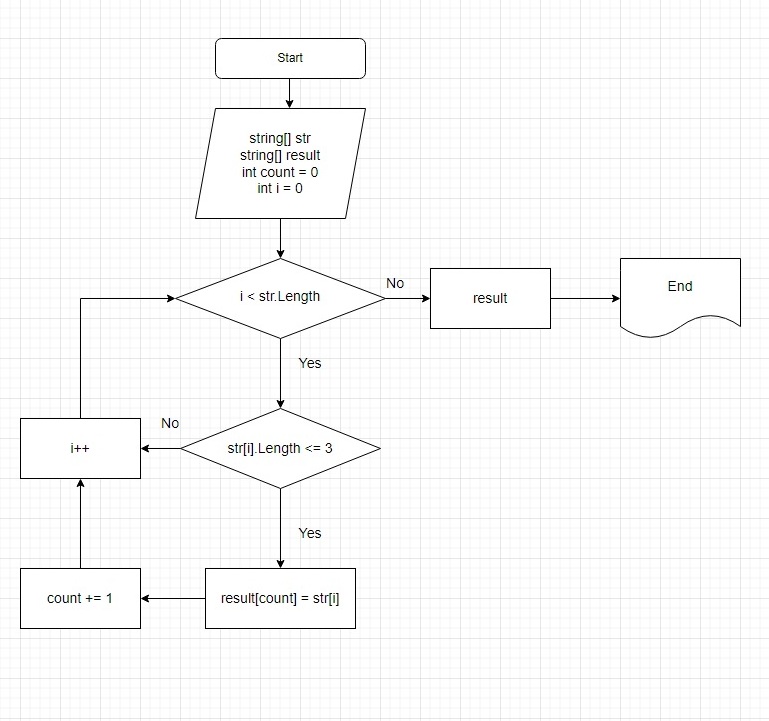 Start
string[] str
string[] result
int count = 0
int i = 0
i < str.Length
No
result
End
Yes
No
i++
str[i].Length <= 3
Yes
count += 1
result[count] = str[i]